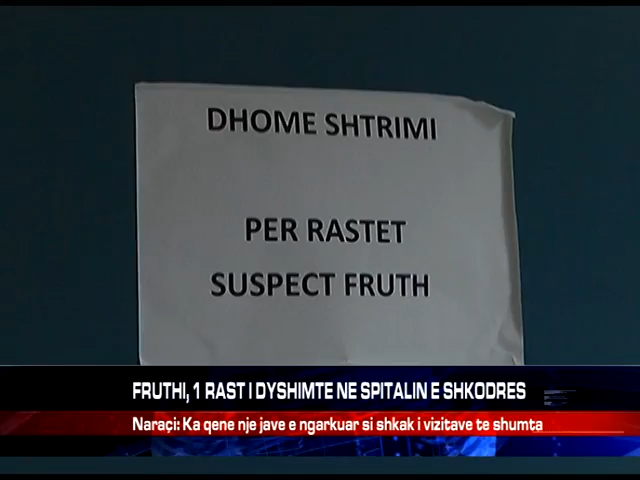 DHOME SHTRIMI
PER RASTET
SUSPECT FRUTH
FRUTHI, 1 RAST I DYSHIMTE NE SPITALIN E SHKODRES
Naraçi: Ka qene nje jave e ngarkuar si shkak i vizitave te shumta